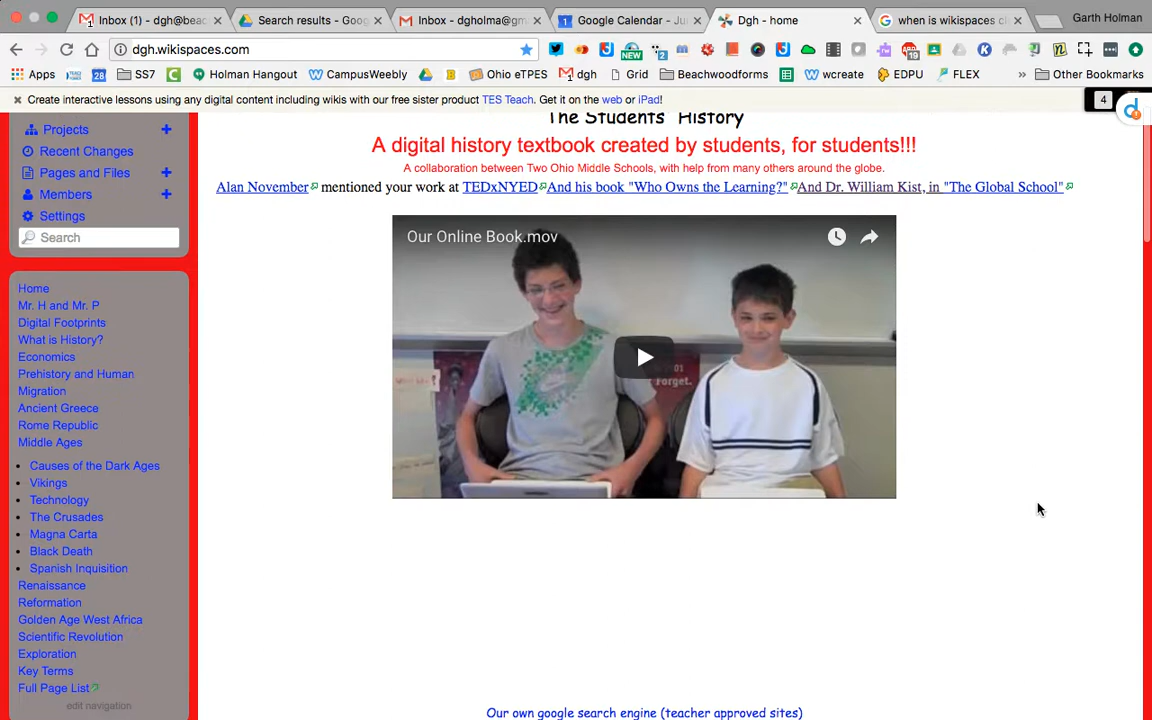 Inbox (1) - dgh@beac
Search results - Goog
Inbox - dgholma@gm
Google Calendar - Ju
Dgh - home
when is wikispaces cl
Garth Holman
dgh.wikispaces.com
Apps
28
SS7
Holman Hangout
CampusWeebly
Ohio eTPES
dgh
Grid
Beachwoodforms
wcreate
EDPU
FLEX
Other Bookmarks
Create interactive lessons using any digital content including wikis with our free sister product TES Teach. Get it on the web or iPad!
4
Projects
Recent Changes
Pages and Files
Members
Settings
Search
Home
Mr. H and Mr. P
Digital Footprints
What is History?
Economics
Prehistory and Human
Migration
Ancient Greece
Rome Republic
Middle Ages
Causes of the Dark Ages
Vikings
Technology
The Crusades
Magna Carta
Black Death
Spanish Inquisition
Renaissance
Reformation
Golden Age West Africa
Scientific Revolution
Exploration
Key Terms
Full Page List
edit navigation
The Students' History
A digital history textbook created by students, for students!!!
A collaboration between Two Ohio Middle Schools, with help from many others around the globe.
Alan November mentioned your work at TEDxNYED And his book "Who Owns the Learning?" And Dr. William Kist, in "The Global School"
Our Online Book.mov
Forget.
Our own google search engine (teacher approved sites)